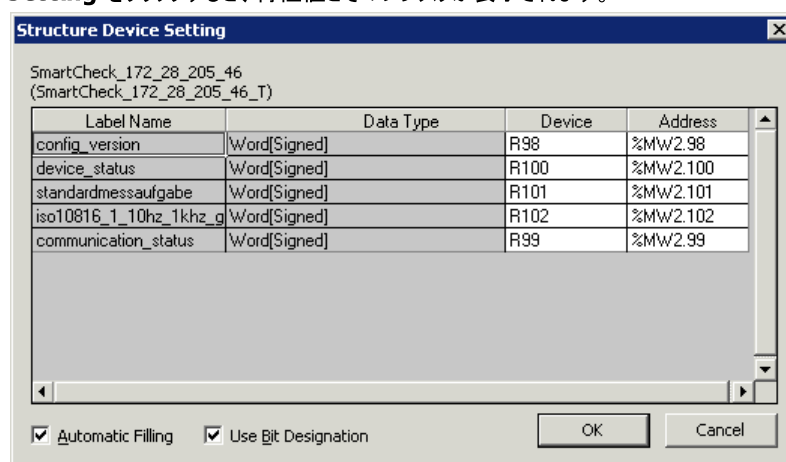 Structure Device Setting
SmartCheck_172_28_205_46
(SmartCheck_172_28_205_46_T)
Label Name Data Type Device Address
config_version Word[Signed] R98 %MW2.98
device_status Word[Signed] R100 %MW2.100
standardmessaufgabe Word[Signed] R101 %MW2.101
iso10816_1_10hz_1khz_g Word[Signed] R102 %MW2.102
communication_status Word[Signed] R99 %MW2.99
Automatic Filling Use Bit Designation OK Cancel